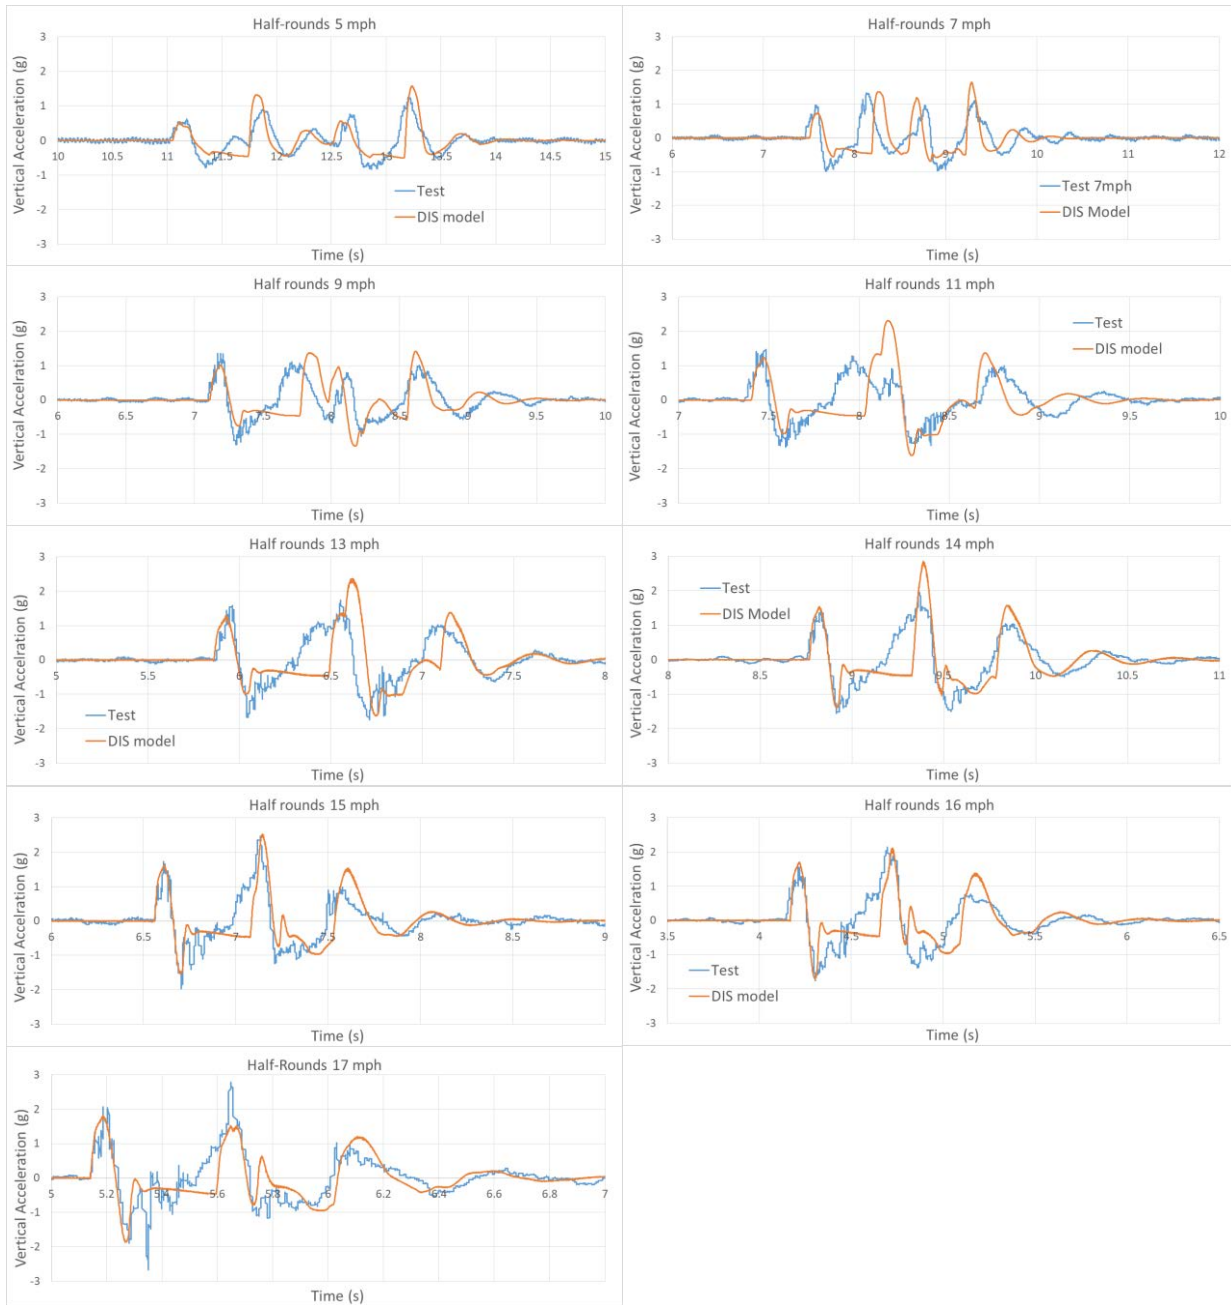 Half-rounds 5 mph
Vertical Acceleration (g)
3
2
1
0
-1
-2
-3
10 10.5 11 11.5 12 12.5 13 13.5 14 14.5 15
Test
DIS model
Time (s)
Half-rounds 7 mph
Vertical Acceleration (g)
3
2
1
0
-1
-2
-3
6 7 8 9 10 11 12
Test 7mph
DIS Model
Time (s)
Half rounds 9 mph
Vertical Accelration (g)
3
2
1
0
-1
-2
-3
6 6.5 7 7.5 8 8.5 9 9.5 10
Time (s)
Half rounds 11 mph
Vertical Accelration (g)
3
2
1
0
-1
-2
-3
Test
DIS model
7 7.5 8 8.5 9 9.5 10
Time (s)
Half rounds 13 mph
Vertical Accelration (g)
3
2
1
0
-1
-2
-3
5 5.5 6 6.5 7 7.5 8
Test
DIS model
Time (s)
Half rounds 14 mph
Vertical Accelration (g)
3
2
1
0
-1
-2
-3
Test
DIS Model
8 8.5 9 9.5 10 10.5 11
Time (s)
Half rounds 15 mph
Vertical Accelration (g)
3
2
1
0
-1
-2
-3
6 6.5 7 7.5 8 8.5 9
Time (s)
Half rounds 16 mph
Vertical Accelration (g)
3
2
1
0
-1
-2
-3
3.5 4 4.5 5 5.5 6 6.5
Test
DIS model
Time (s)
Half-Rounds 17 mph
Vertical Acceleration (g)
3
2
1
0
-1
-2
-3
5 5.2 5.4 5.6 5.8 6 6.2 6.4 6.6 6.8 7
Time (s)